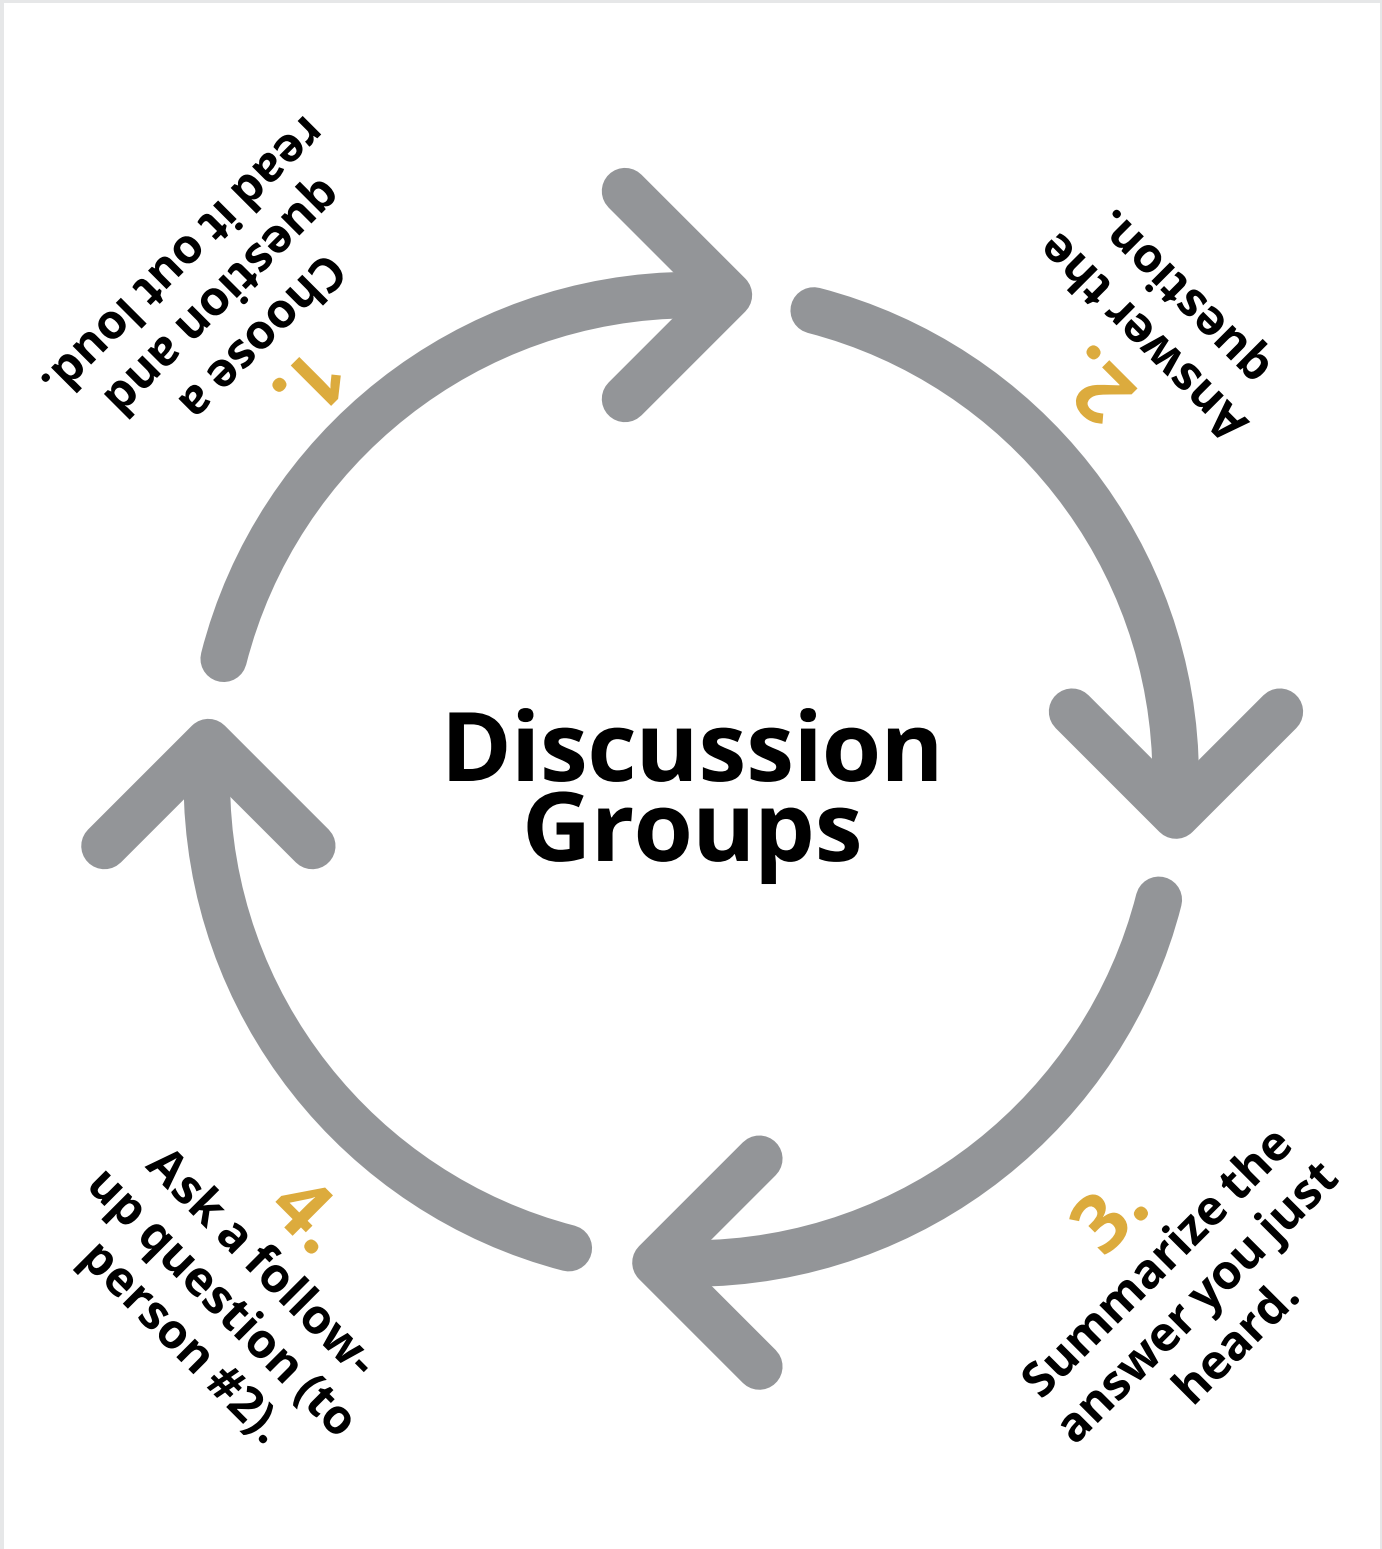 Discussion
Groups
1.
Choose a
question and
read it out loud.
2.
Answer the
question.
3.
Summarize the
answer you just
heard.
4.
Ask a follow-
up question (to
person #2).